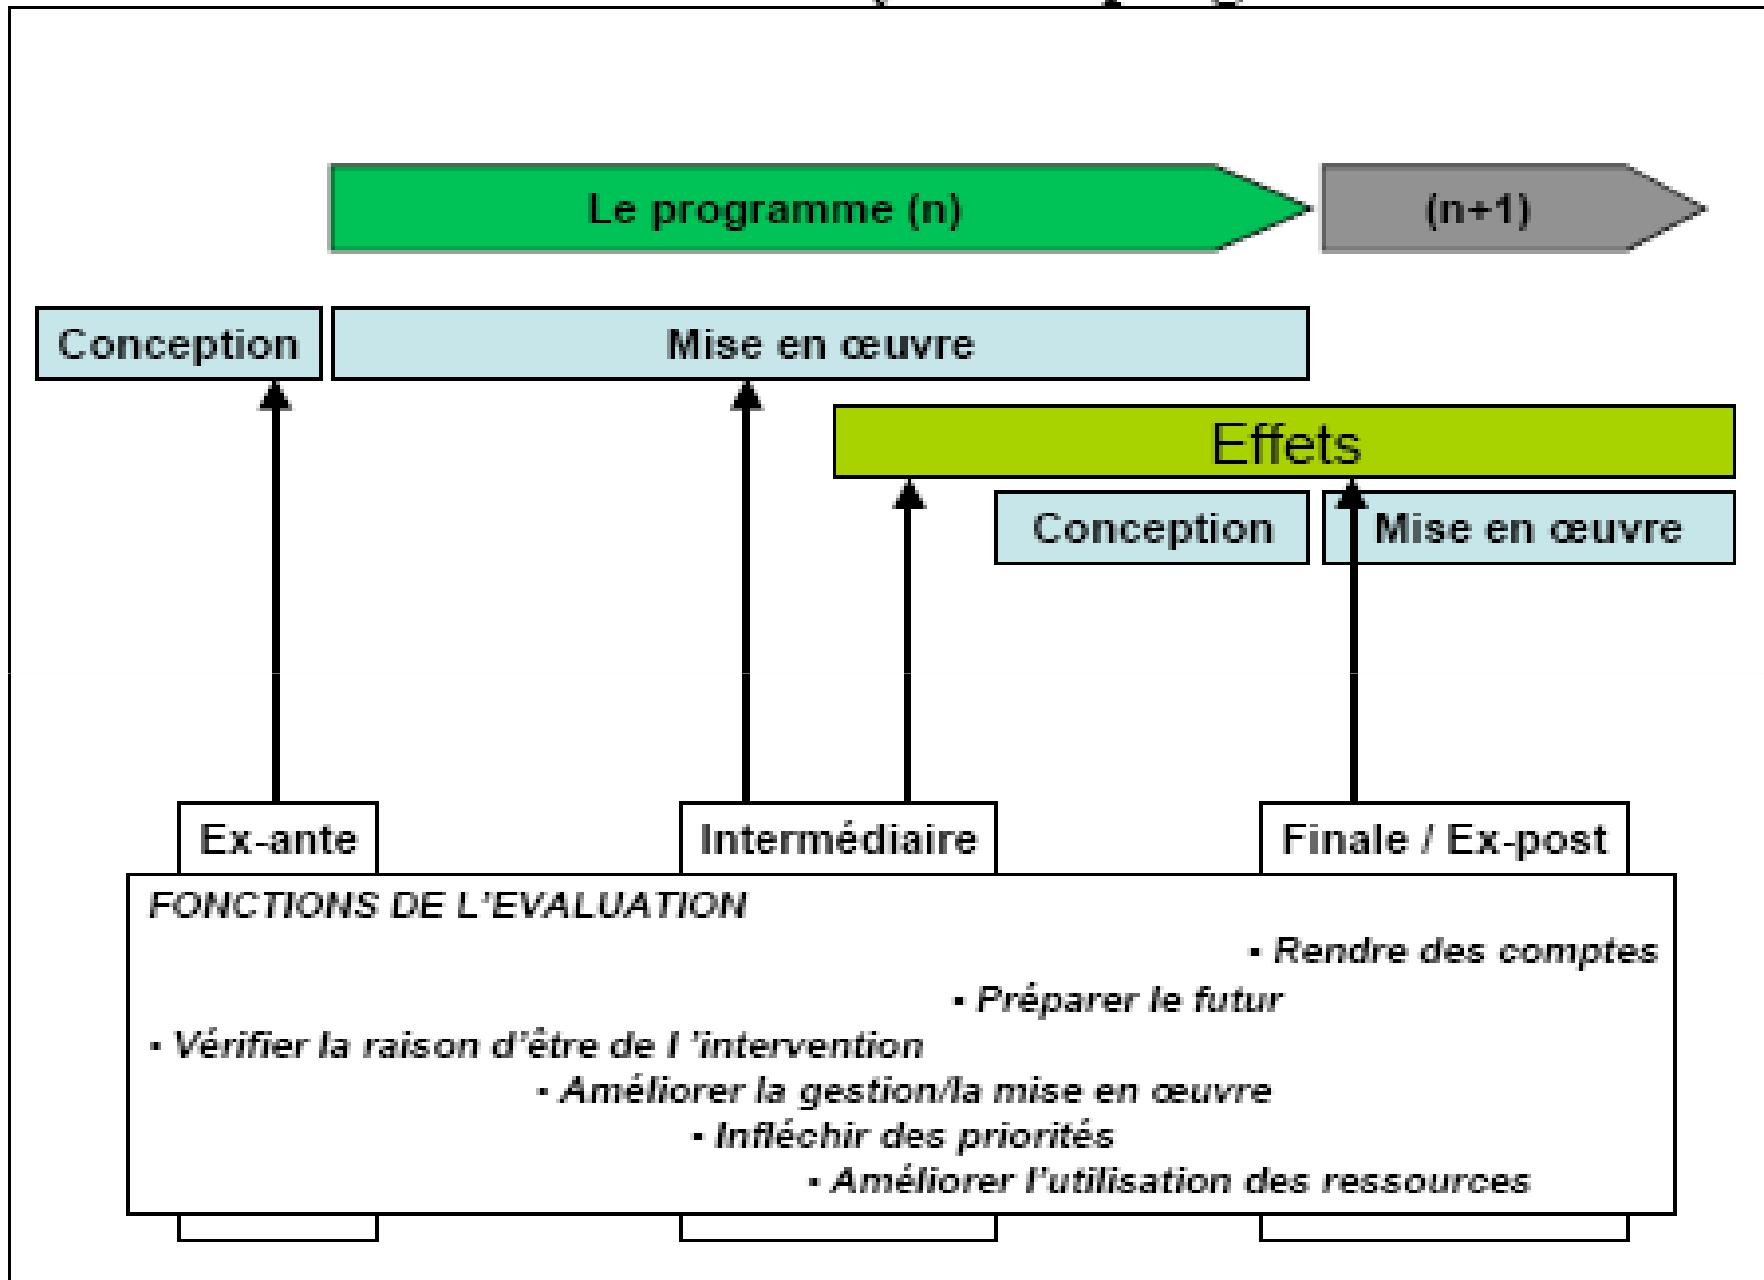 Le programme (n)
(n+1)
Conception
Mise en œuvre
Effets
Conception
Mise en œuvre
Ex-ante
Intermédiaire
Finale / Ex-post
FONCTIONS DE L’EVALUATION
▪ Rendre des comptes
▪ Préparer le futur
▪ Vérifier la raison d’être de l ’intervention
▪ Améliorer la gestion/la mise en œuvre
▪ Infléchir des priorités
▪ Améliorer l’utilisation des ressources